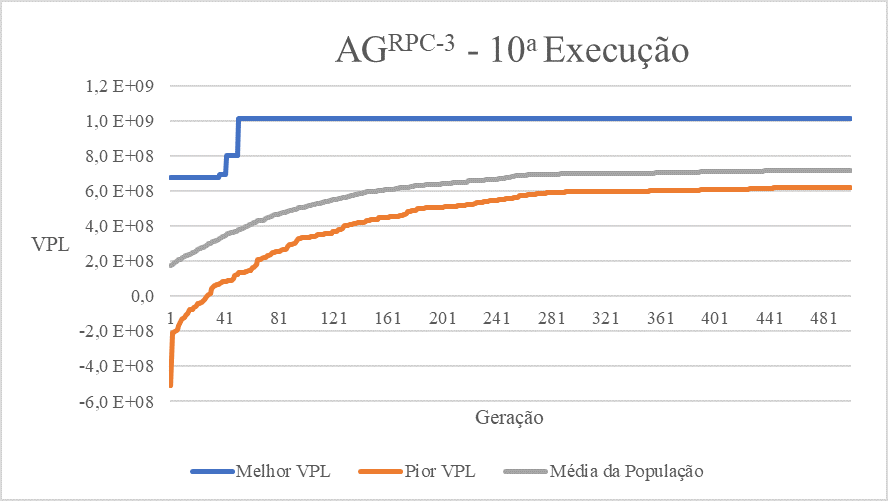 AGRPC-3 - 10ª Execução
1,2 E+09
1,0 E+09
8,0 E+08
6,0 E+08
4,0 E+08
VPL
2,0 E+08
0,0
1 41 81 121 161 201 241 281 321 361 401 441 481
-2,0 E+08
-4,0 E+08
-6,0 E+08
Geração
Melhor VPL Pior VPL Média da População